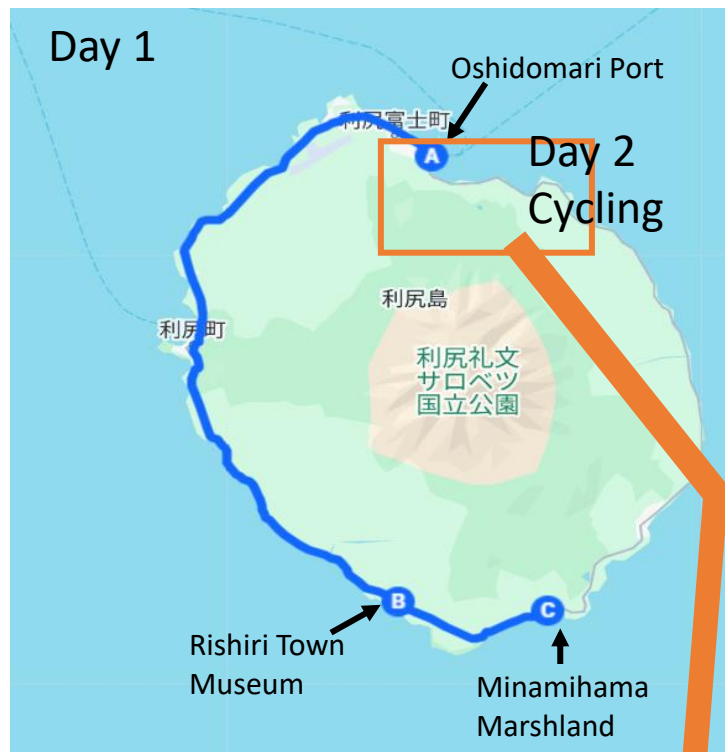 Day 1
Oshidomari Port
利尻富士町
A
Day 2
Cycling
利尻島
利尻町
利尻礼文
サロベツ
国立公園
B
C
Rishiri Town
Museum
Minamihama
Marshland